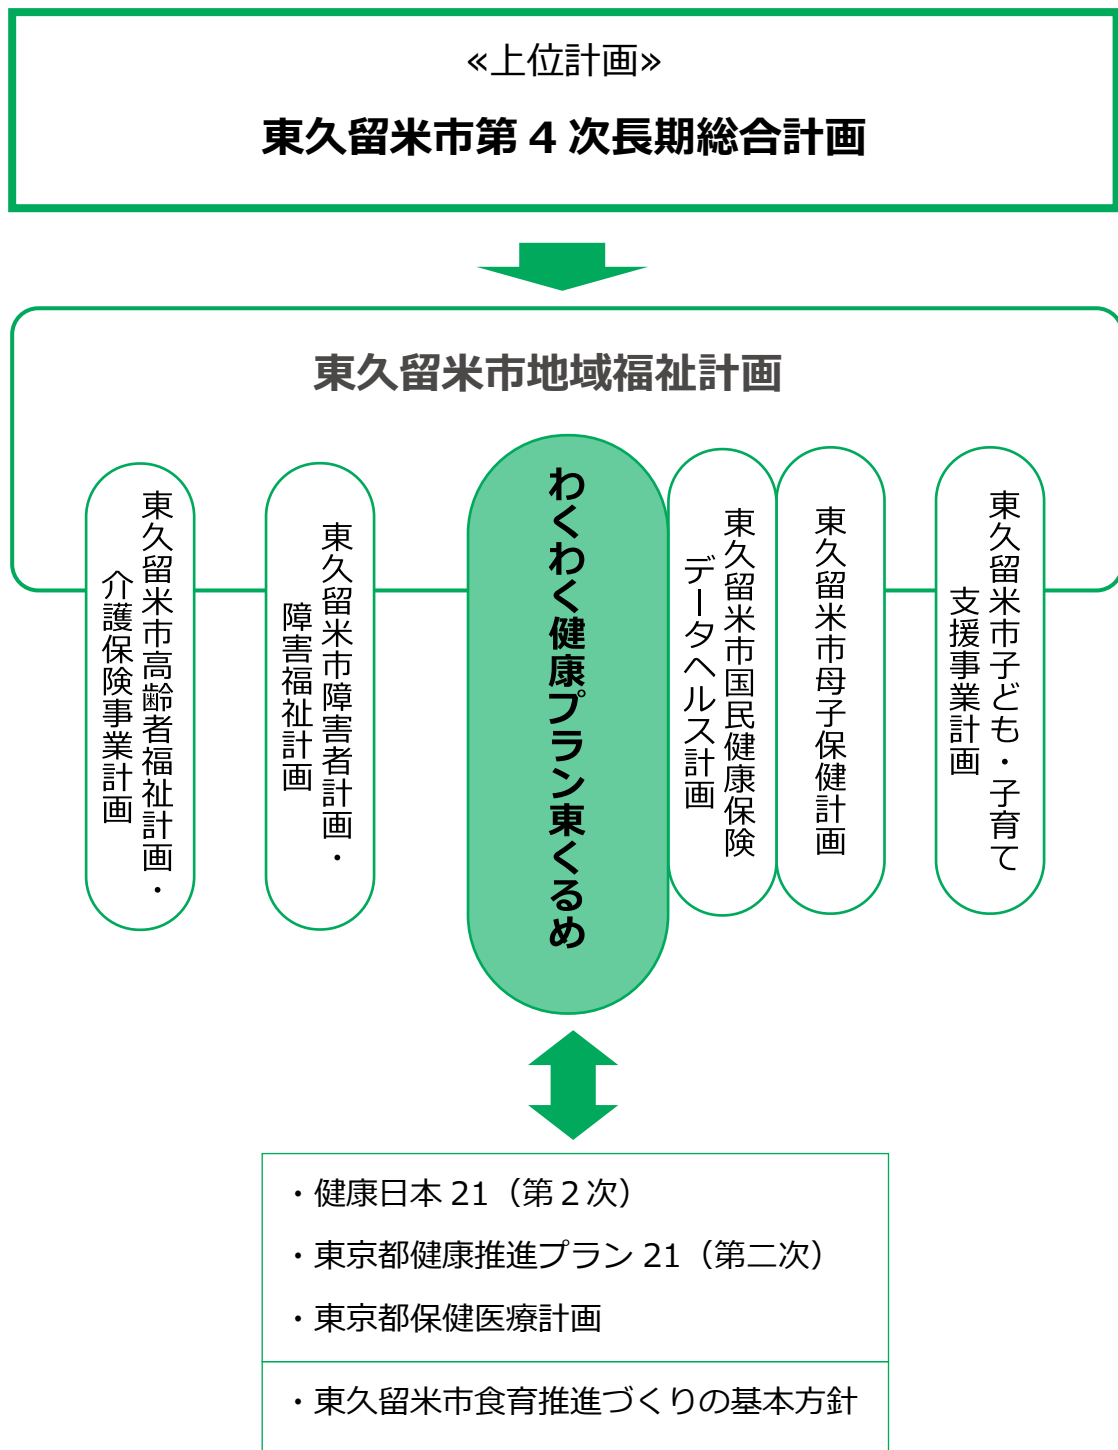 «上位計画»
東久留米市第 4 次長期総合計画
東久留米市地域福祉計画
東久留米市高齢者福祉計画・
介護保険事業計画
東久留米市障害者計画・
障害福祉計画
わくわく健康プラン東くるめ
東久留米市国民健康保険
データヘルス計画
東久留米市母子保健計画
東久留米市子ども・子育て
支援事業計画
・健康日本 21（第２次）
・東京都健康推進プラン 21（第二次）
・東京都保健医療計画
・東久留米市食育推進づくりの基本方針